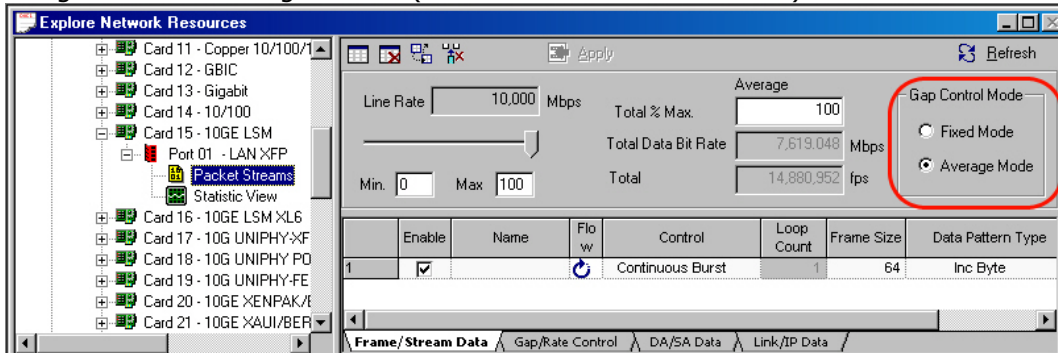 Explore Network Resources
Card 11 - Copper 10/100/1
Card 12 - GBIC
Card 13 - Gigabit
Card 14 - 10/100
Card 15 - 10GE LSM
Port 01 - LAN XFP
Packet Streams
Statistic View
Card 16 - 10GE LSM XL6
Card 17 - 10G UNIPHY-XF
Card 18 - 10G UNIPHY PO
Card 19 - 10G UNIPHY-FE
Card 20 - 10GE XENPAK/E
Card 21 - 10GE XAUI/BER
Apply
Refresh
Line Rate 10,000 Mbps
Min. 0 Max 100
Average
Total % Max. 100
Total Data Bit Rate 7,619.048 Mbps
Total 14,880,952 fps
Gap Control Mode
Fixed Mode
Average Mode
Enable Name Flo w Control Loop Count Frame Size Data Pattern Type
1 Continuous Burst 1 64 Inc Byte
Frame/Stream Data Gap/Rate Control DA/SA Data Link/IP Data